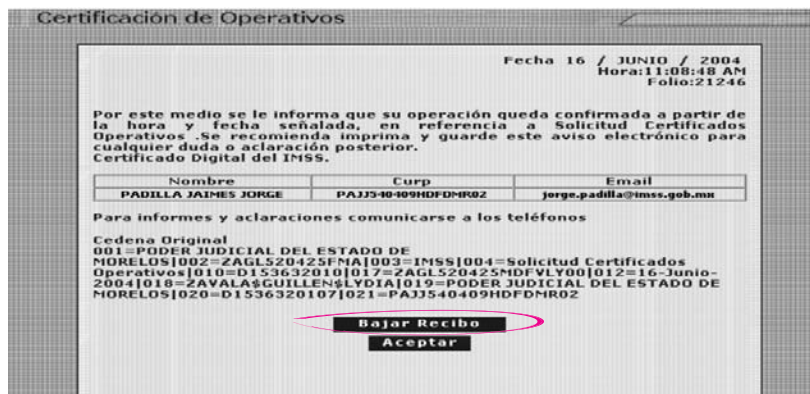 Certificación de Operativos
Fecha 16 / JUNIO / 2004
Hora:11:08:48 AM
Folio:21246
Por este medio se le informa que su operación queda confirmada a partir de
la hora y fecha señalada, en referencia a Solicitud Certificados
Operativos .Se recomienda imprima y guarde este aviso electrónico para
cualquier duda o aclaración posterior.
Certificado Digital del IMSS.
Nombre Curp Email
PADILLA JAIMES JORGE PAJJ540409HDFDMR02 jorge.padilla@imss.gob.mx
Para informes y aclaraciones comunicarse a los teléfonos
Cedena Original
001=PODER JUDICIAL DEL ESTADO DE
MORELOS|002=ZAGL520425FMA|003=IMSS|004=Solicitud Certificados
Operativos|010=D153632010|017=ZAGL520425MDFVLY00|012=16-Junio-
2004|018=ZAVALA$GUILLEN$LYDIA|019=PODER JUDICIAL DEL ESTADO DE
MORELOS|020=D1536320107|021=PAJJ540409HDFDMR02
Bajar Recibo
Aceptar